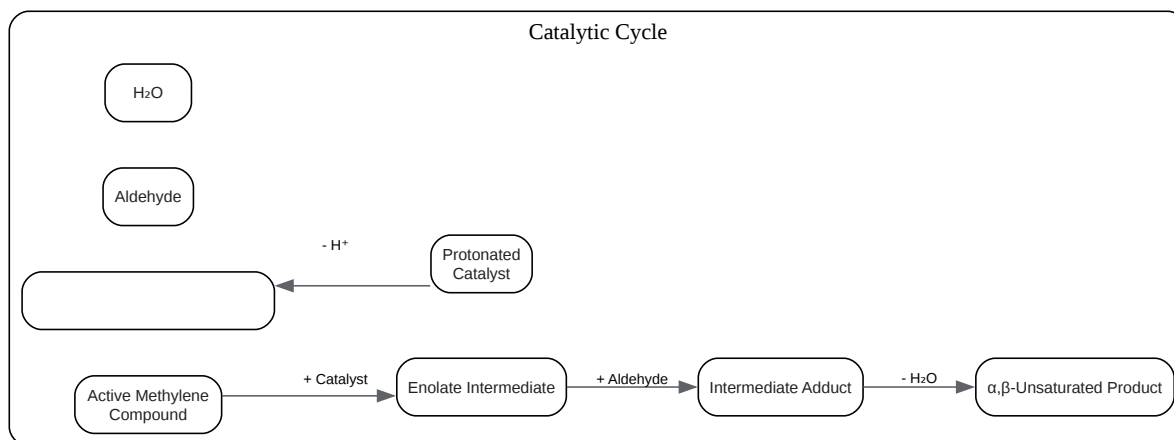 Catalytic Cycle
H₂O
Aldehyde
- H⁺
Protonated
Catalyst
Active Methylene
Compound
+ Catalyst
Enolate Intermediate
+ Aldehyde
Intermediate Adduct
- H₂O
α,β-Unsaturated Product